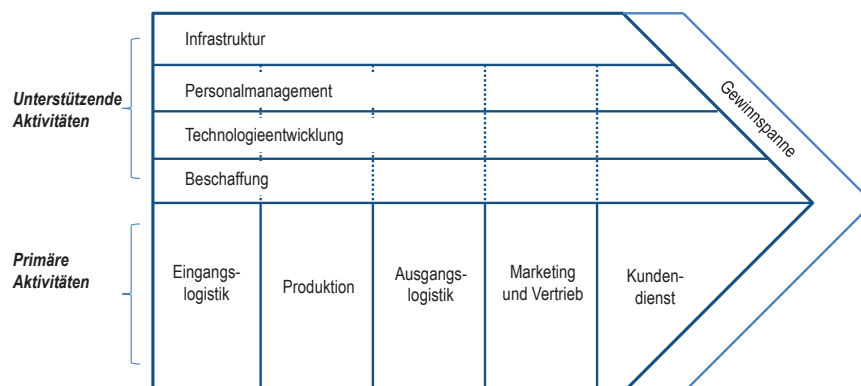 Unterstützende
Aktivitäten
Infrastruktur
Personalmanagement
Technologieentwicklung
Beschaffung
Gewinnspanne
Primäre
Aktivitäten
Eingangs-
logistik
Produktion
Ausgangs-
logistik
Marketing
und Vertrieb
Kunden-
dienst